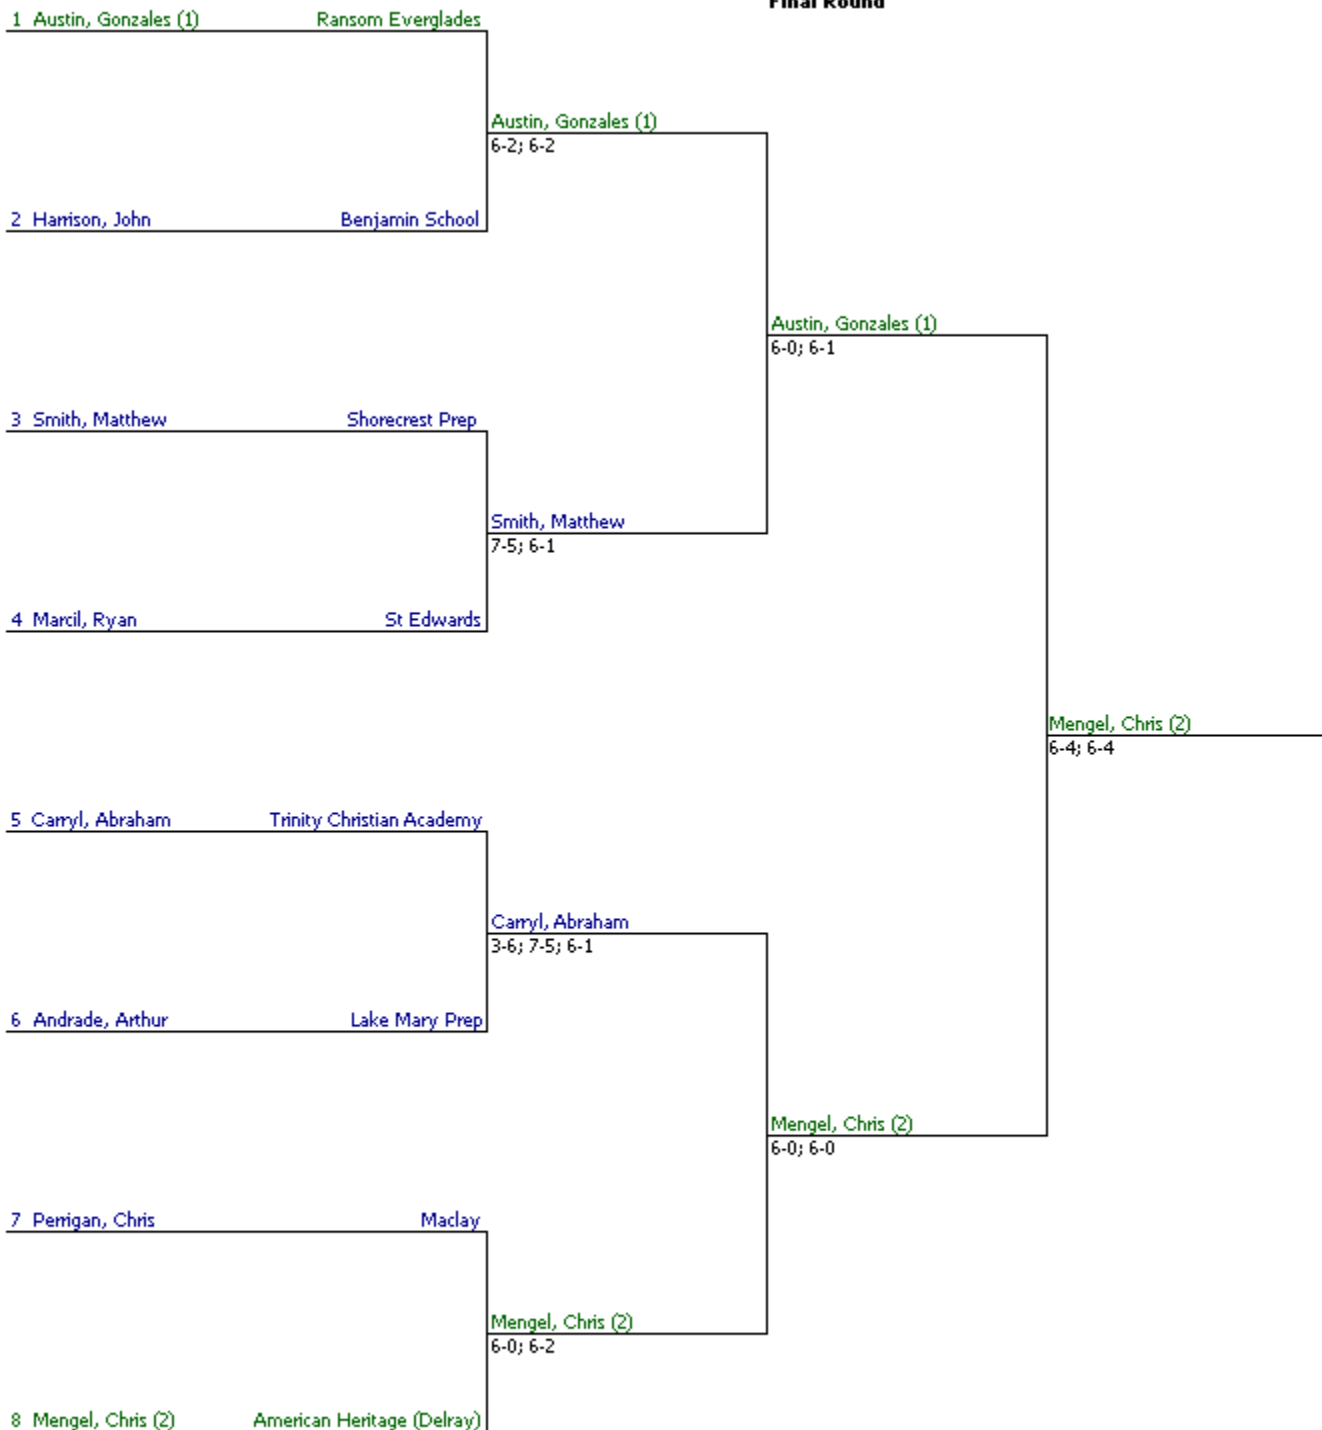 Final Round
1 Austin, Gonzales (1) Ransom Everglades
Austin, Gonzales (1)
6-2; 6-2
2 Harrison, John Benjamin School
Austin, Gonzales (1)
6-0; 6-1
3 Smith, Matthew Shorecrest Prep
Smith, Matthew
7-5; 6-1
4 Marcil, Ryan St Edwards
Mengel, Chris (2)
6-4; 6-4
5 Carryl, Abraham Trinity Christian Academy
Carryl, Abraham
3-6; 7-5; 6-1
6 Andrade, Arthur Lake Mary Prep
Mengel, Chris (2)
6-0; 6-0
7 Perrigan, Chris Maclay
Mengel, Chris (2)
6-0; 6-2
8 Mengel, Chris (2) American Heritage (Delray)